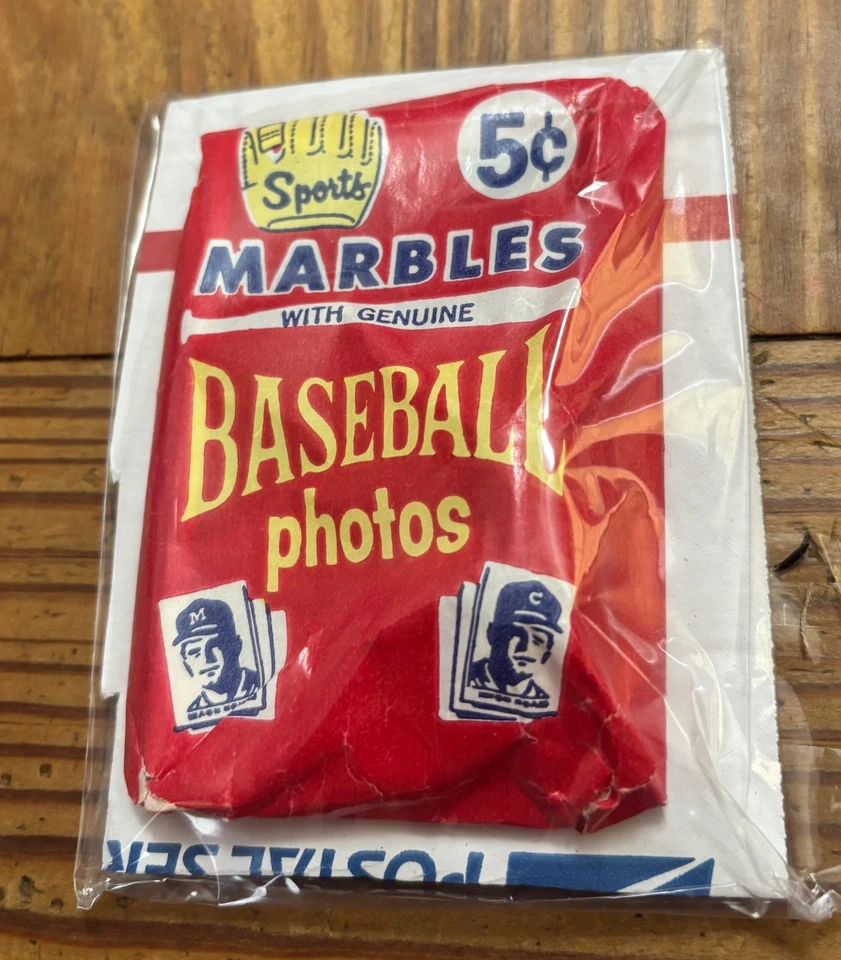 Sports
5¢
MARBLES
WITH GENUINE
BASEBALL
photos
M
C